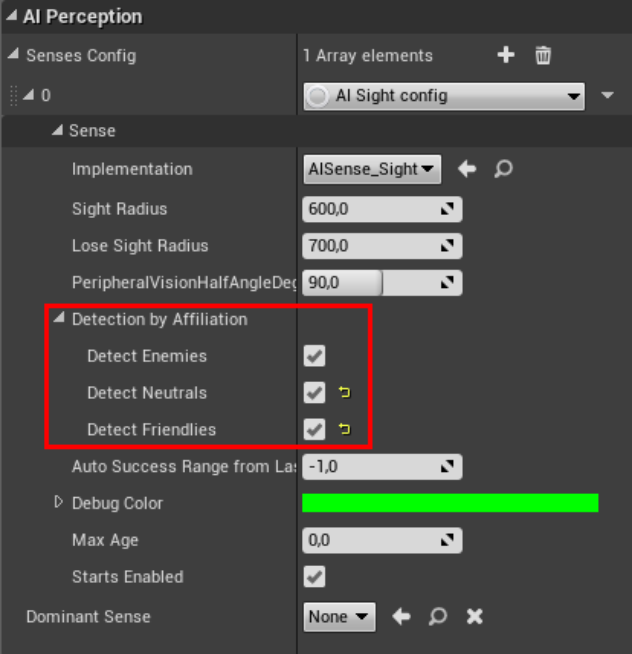 AI Perception
Senses Config 1 Array elements
0 AI Sight config
Sense
Implementation AISense_Sight
Sight Radius 600,0
Lose Sight Radius 700,0
PeripheralVisionHalfAngleDeg 90,0
Detection by Affiliation
Detect Enemies
Detect Neutrals
Detect Friendlies
Auto Success Range from Las -1,0
Debug Color
Max Age 0,0
Starts Enabled
Dominant Sense None